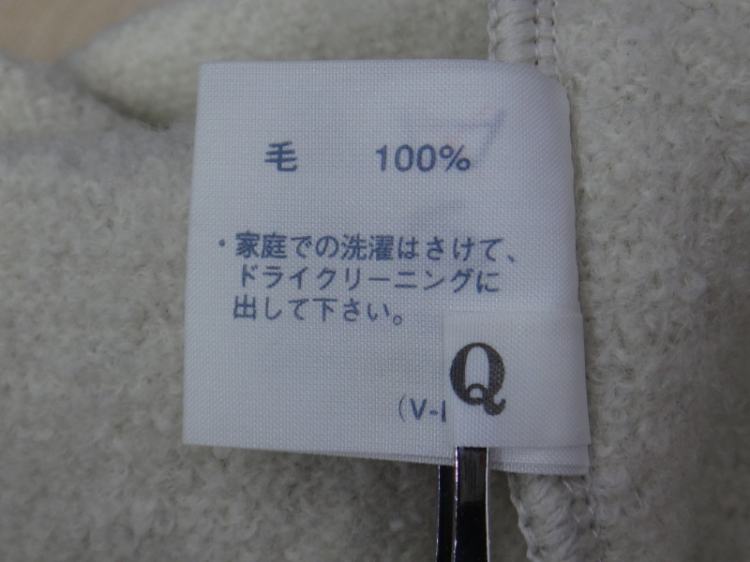 毛 100%
・家庭での洗濯はさけて、
ドライクリーニングに
出して下さい。
Q
(V-